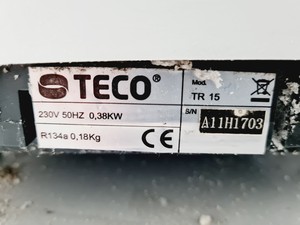 TECO®
Mod.
TR 15
230V 50HZ 0,38KW
S/N
A11H1703
R134a 0,18Kg
CE